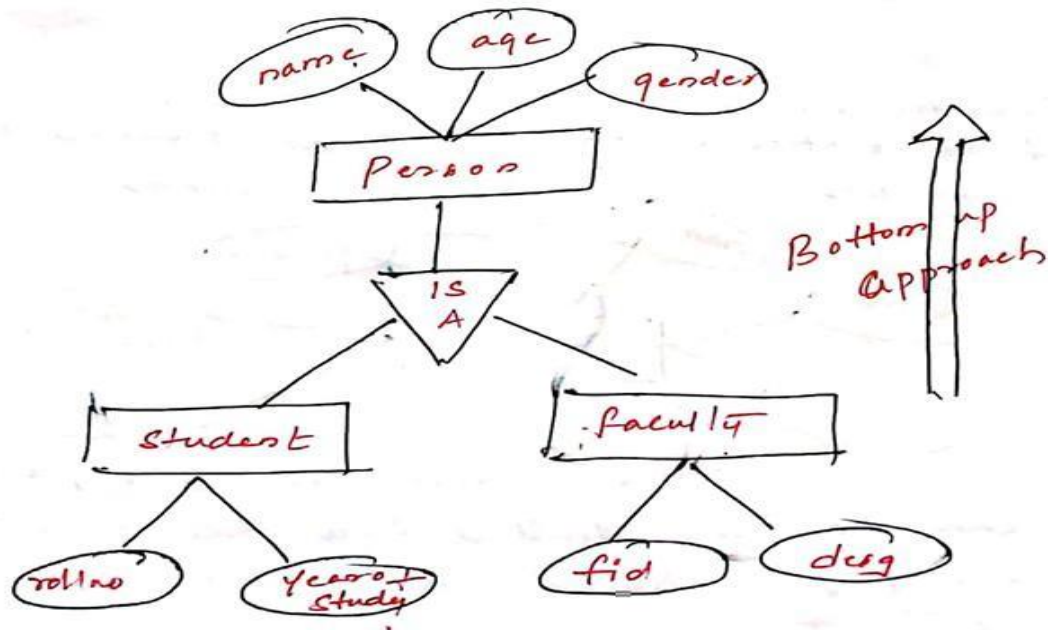 name
age
gender
Person
Bottom up
approach
IS
A
Student
faculty
rollno
year of
study
fid
desg